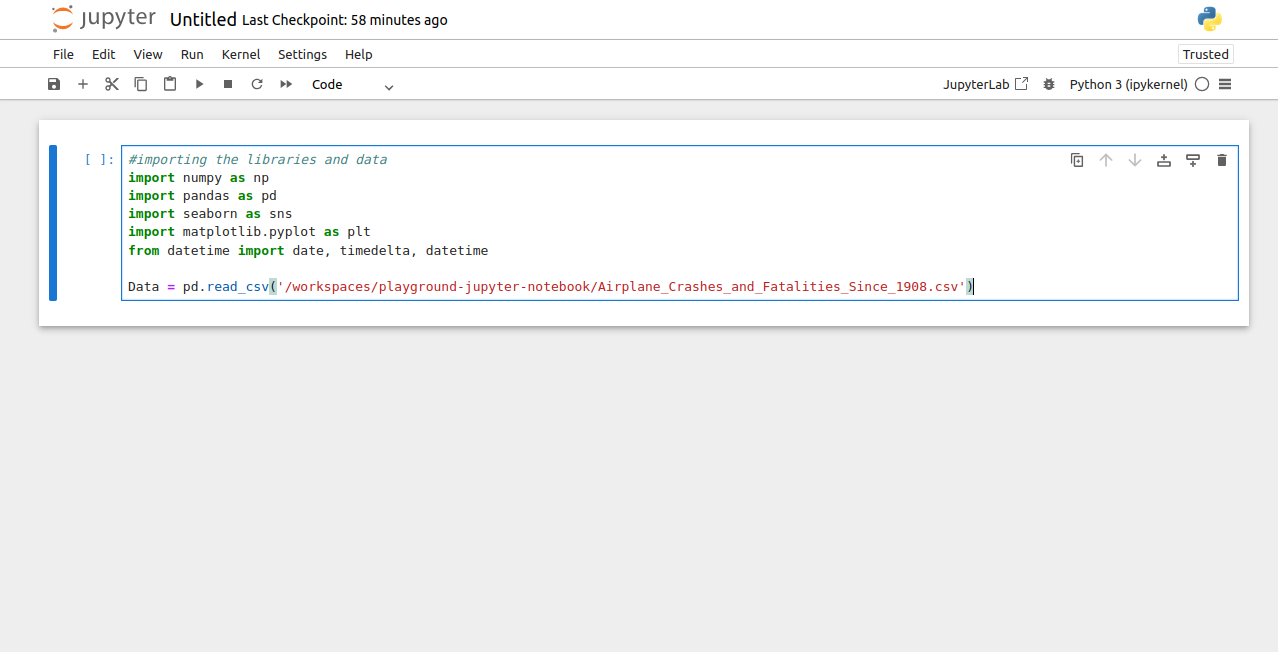 jupyter Untitled Last Checkpoint: 58 minutes ago
File Edit View Run Kernel Settings Help Trusted
Code JupyterLab Python 3 (ipykernel)
[ ]: #importing the libraries and data
import numpy as np
import pandas as pd
import seaborn as sns
import matplotlib.pyplot as plt
from datetime import date, timedelta, datetime
Data = pd.read_csv('/workspaces/playground-jupyter-notebook/Airplane_Crashes_and_Fatalities_Since_1908.csv')